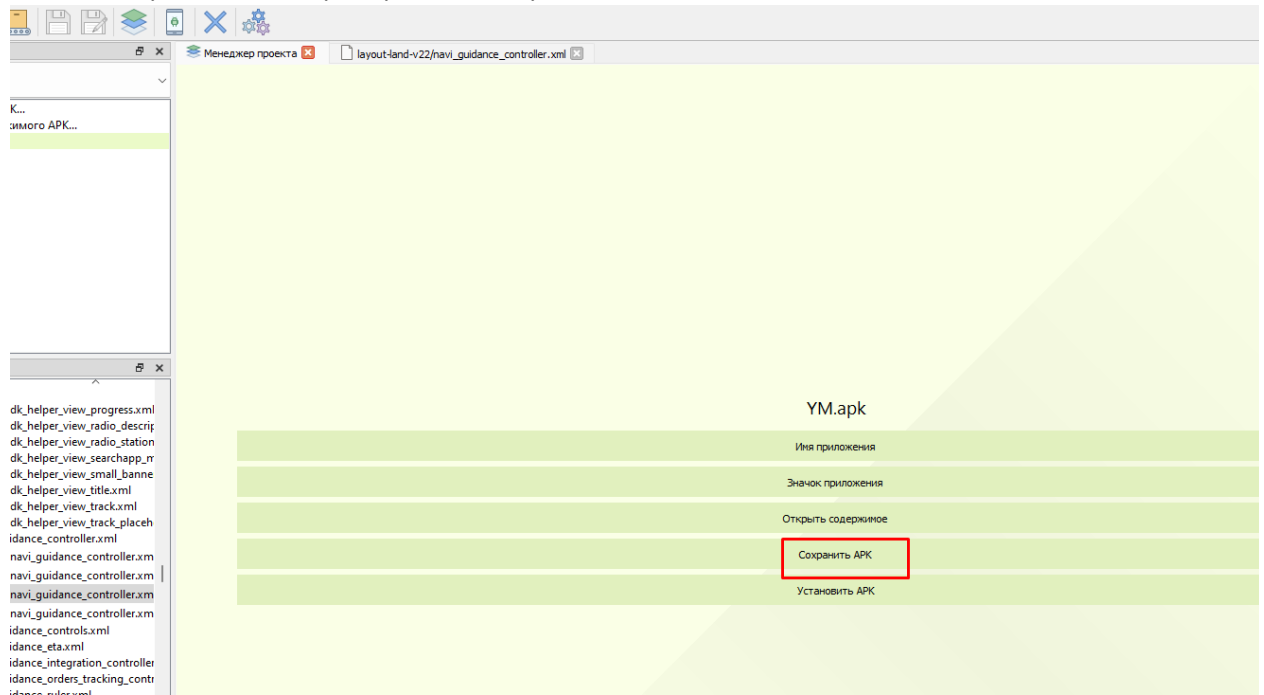 Менеджер проекта
layout-land-v22/navi_guidance_controller.xml
К...
кимого APK...
dk_helper_view_progress.xml
dk_helper_view_radio_descrip
dk_helper_view_radio_station
dk_helper_view_searchapp_m
dk_helper_view_small_banne
dk_helper_view_title.xml
dk_helper_view_track.xml
dk_helper_view_track_placeh
idance_controller.xml
navi_guidance_controller.xm
navi_guidance_controller.xm
navi_guidance_controller.xm
navi_guidance_controller.xm
idance_controls.xml
idance_eta.xml
idance_integration_controller
idance_orders_tracking_contr
idance_ruler.xml
YM.apk
Имя приложения
Значок приложения
Открыть содержимое
Сохранить APK
Установить APK